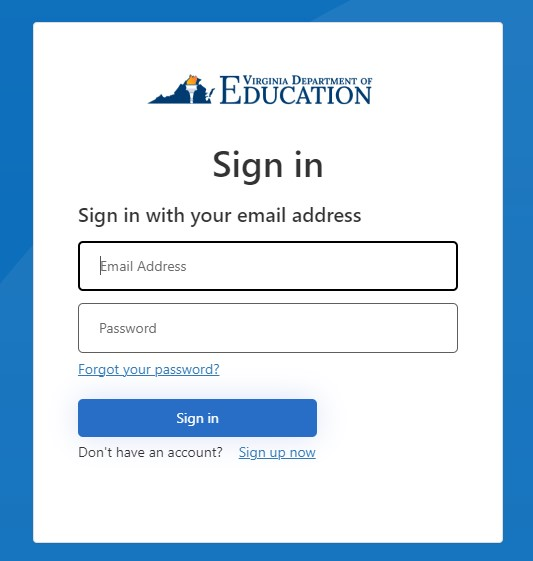 VIRGINIA DEPARTMENT OF
EDUCATION
Sign in
Sign in with your email address
Email Address
Password
Forgot your password?
Sign in
Don't have an account? Sign up now